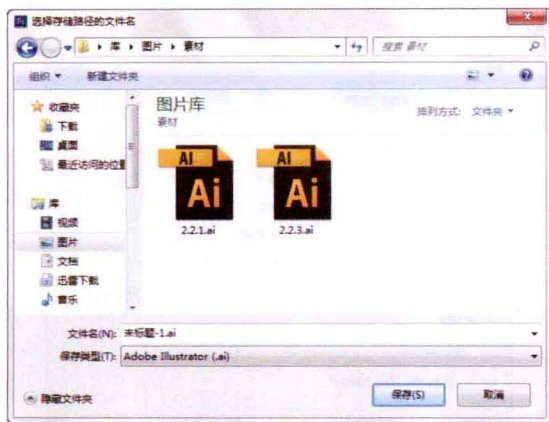 选择存储路径的文件名
库 图片 素材
搜索 素材
组织 新建文件夹
收藏夹
下载
桌面
最近访问的位置
库
视频
图片
文档
迅雷下载
音乐
图片库
素材
排列方式: 文件夹
AI
Ai
2.2.1.ai
AI
Ai
2.2.3.ai
文件名(N): 未标题-1.ai
保存类型(T): Adobe Illustrator (.ai)
隐藏文件夹
保存(S)
取消